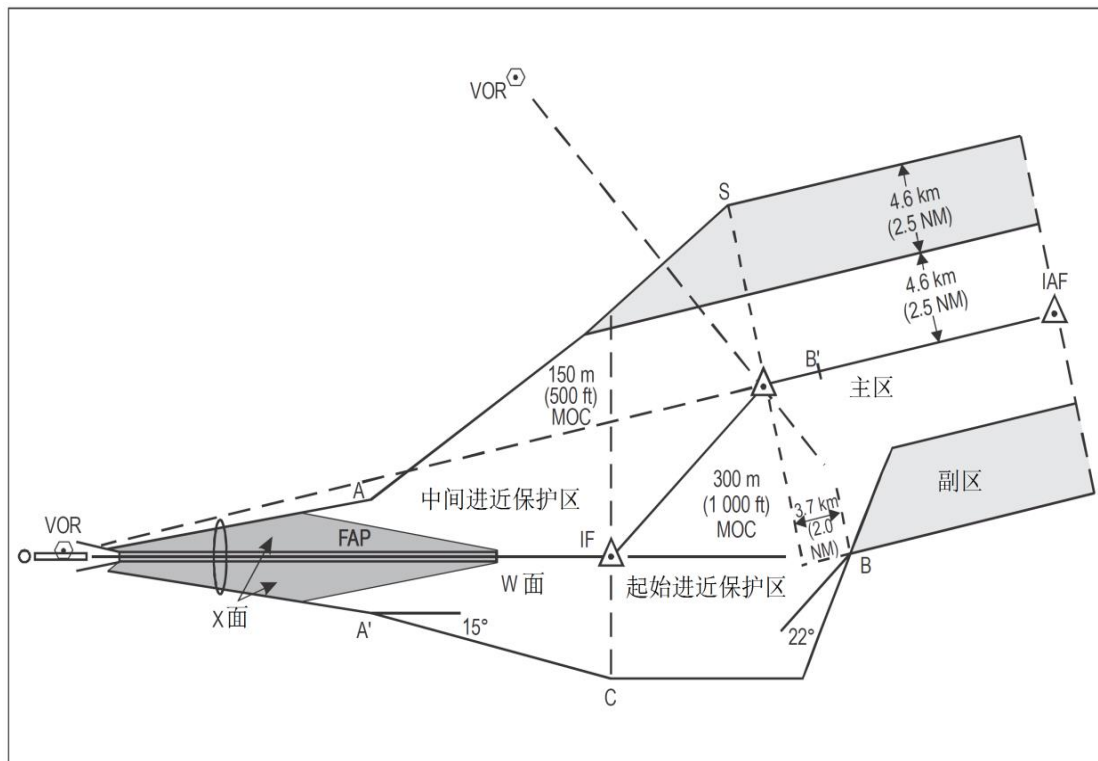 VOR
S
4.6 km
(2.5 NM)
4.6 km
(2.5 NM)
IAF
B'
主区
150 m
(500 ft)
MOC
A
中间进近保护区
副区
300 m
(1 000 ft)
MOC
3.7 km
(2.0
NM)
VOR
FAP
IF
B
W 面
起始进近保护区
X 面
A'
15°
22°
C